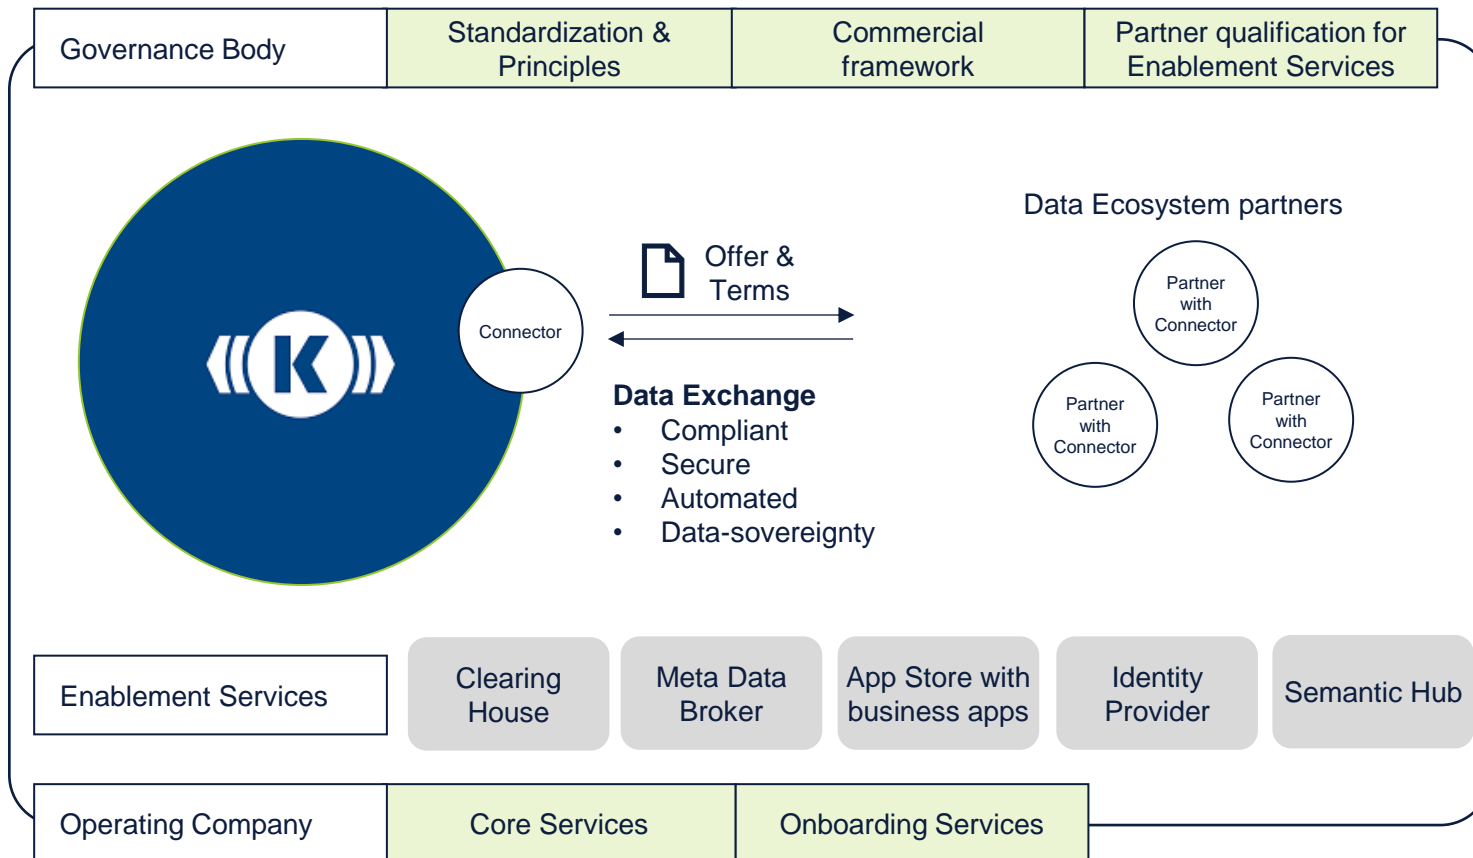 Governance Body
Standardization &
Principles
Commercial
framework
Partner qualification for
Enablement Services
Data Ecosystem partners
Offer &
Terms
Connector
K
Partner
with
Connector
Partner
with
Connector
Partner
with
Connector
Data Exchange
• Compliant
• Secure
• Automated
• Data-sovereignty
Enablement Services
Clearing
House
Meta Data
Broker
App Store with
business apps
Identity
Provider
Semantic Hub
Operating Company
Core Services
Onboarding Services